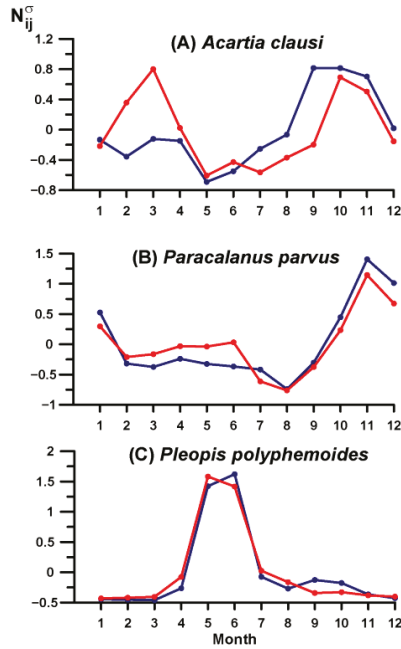 N_ij^σ
(A) Acartia clausi
1.2
0.8
0.4
0
−0.4
−0.8
1 2 3 4 5 6 7 8 9 10 11 12
(B) Paracalanus parvus
1.5
1
0.5
0
−0.5
−1
1 2 3 4 5 6 7 8 9 10 11 12
(C) Pleopis polyphemoides
2
1.5
1
0.5
0
−0.5
1 2 3 4 5 6 7 8 9 10 11 12
Month